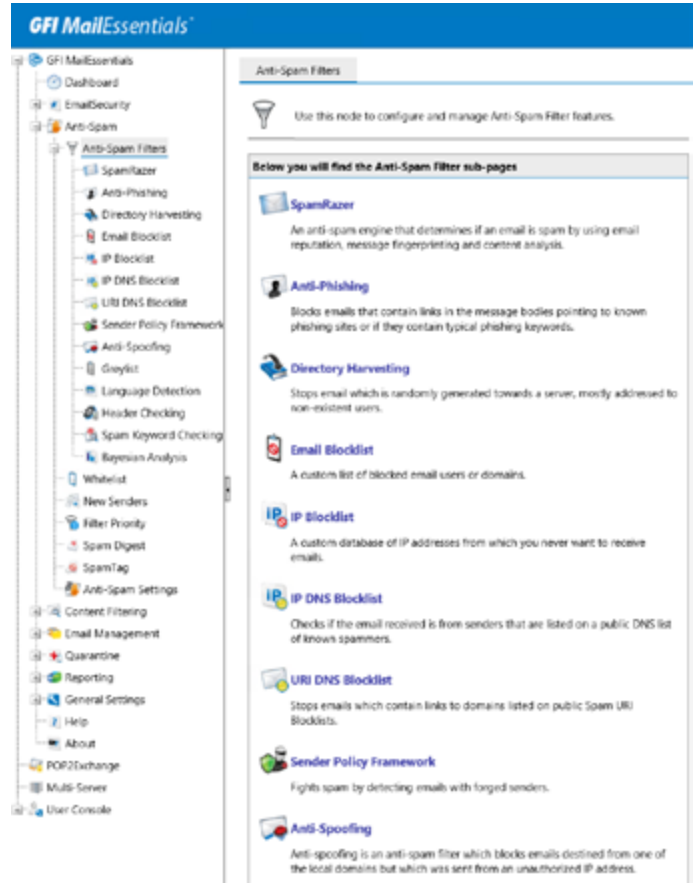 GFI MailEssentials
GFI MailEssentials
Dashboard
EmailSecurity
Anti-Spam
Anti-Spam Filters
SpamRazer
Anti-Phishing
Directory Harvesting
Email Blocklist
IP Blocklist
IP DNS Blocklist
URI DNS Blocklist
Sender Policy Framework
Anti-Spoofing
Greylist
Language Detection
Header Checking
Spam Keyword Checking
Bayesian Analysis
Whitelist
New Senders
Filter Priority
Spam Digest
SpamTag
Anti-Spam Settings
Content Filtering
Email Management
Quarantine
Reporting
General Settings
Help
About
POP2Exchange
Multi-Server
User Console
Anti-Spam Filters
Use this node to configure and manage Anti-Spam Filter features.
Below you will find the Anti-Spam Filter sub-pages
SpamRazer
An anti-spam engine that determines if an email is spam by using email
reputation, message fingerprinting and content analysis.
Anti-Phishing
Blocks emails that contain links in the message bodies pointing to known
phishing sites or if they contain typical phishing keywords.
Directory Harvesting
Stops email which is randomly generated towards a server, mostly addressed to
non-existent users.
Email Blocklist
A custom list of blocked email users or domains.
IP Blocklist
A custom database of IP addresses from which you never want to receive
emails.
IP DNS Blocklist
Checks if the email received is from senders that are listed on a public DNS list
of known spammers.
URI DNS Blocklist
Stops emails which contain links to domains listed on public Spam URI
Blocklists.
Sender Policy Framework
Fights spam by detecting emails with forged senders.
Anti-Spoofing
Anti-spoofing is an anti-spam filter which blocks emails destined from one of
the local domains but which was sent from an unauthorized IP address.